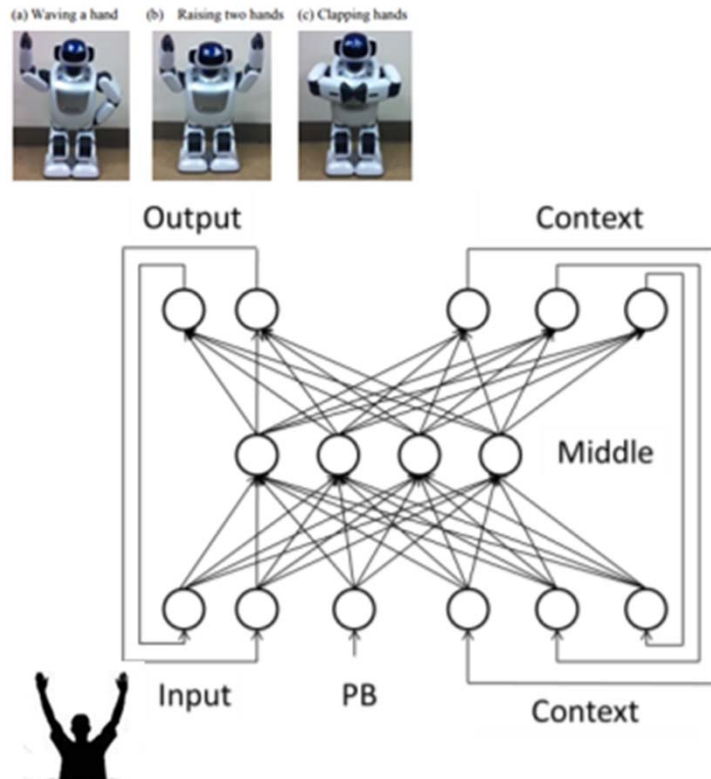 (a) Waving a hand (b) Raising two hands (c) Clapping hands
Output Context
Middle
Input PB Context